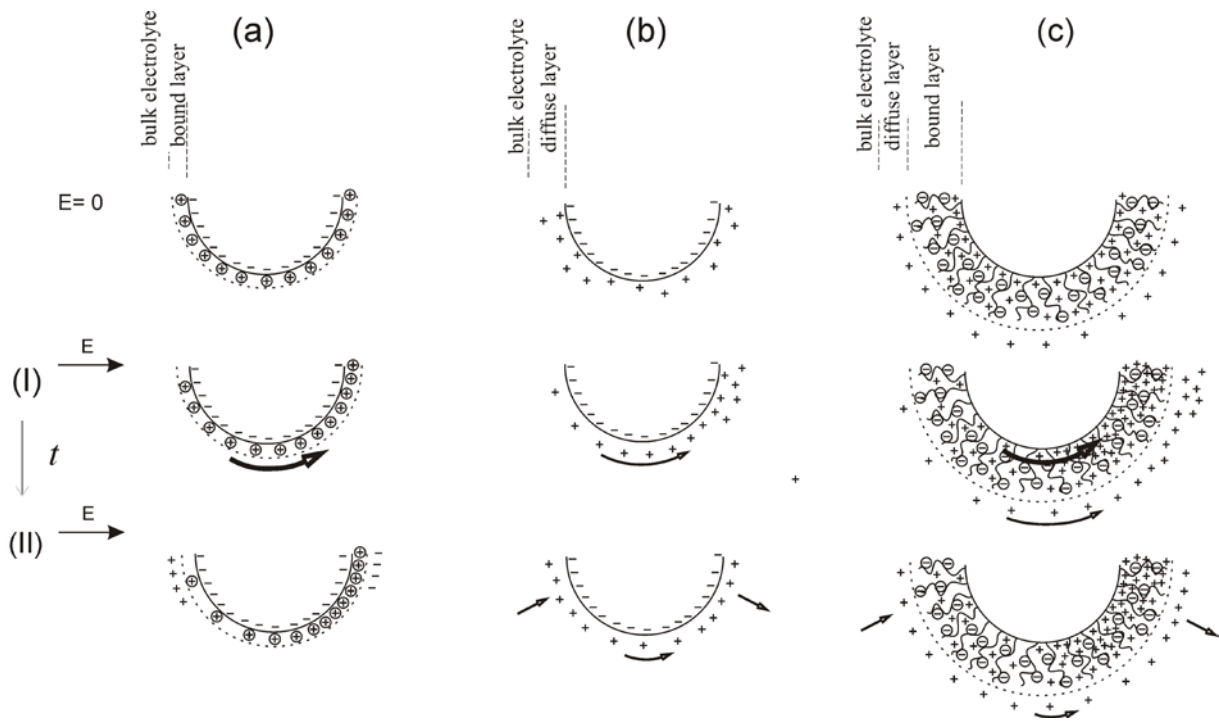 (a)
(b)
(c)
bulk electrolyte
bound layer
bulk electrolyte
diffuse layer
bulk electrolyte
diffuse layer
bound layer
E= 0
E
(I)
t
E
(II)